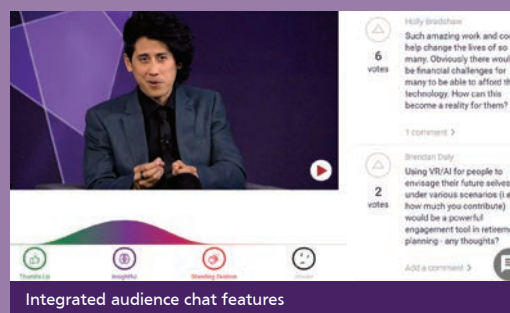 Holly Bradshaw
Such amazing work and cou
help change the lives of so
many. Obviously there woul
be financial challenges for
many to be able to afford th
technology. How can this
become a reality for them?
6
votes
1 comment >
Brendan Daly
Using VR/AI for people to
envisage their future selves
under various scenarios (i.e
how much you contribute)
would be a powerful
engagement tool in retireme
planning - any thoughts?
2
votes
Add a comment >
Thumbs Up
Insightful
Standing Ovation
Integrated audience chat features